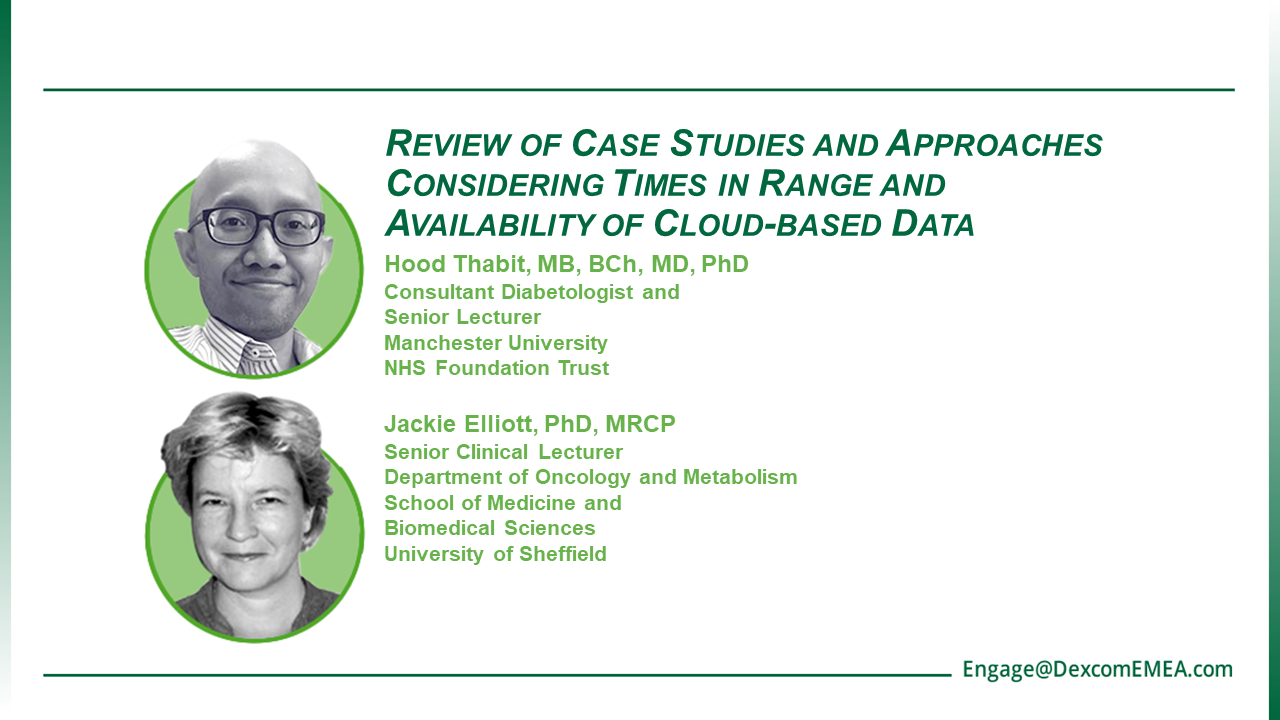 REVIEW OF CASE STUDIES AND APPROACHES
CONSIDERING TIMES IN RANGE AND
AVAILABILITY OF CLOUD-BASED DATA
Hood Thabit, MB, BCh, MD, PhD
Consultant Diabetologist and
Senior Lecturer
Manchester University
NHS Foundation Trust
Jackie Elliott, PhD, MRCP
Senior Clinical Lecturer
Department of Oncology and Metabolism
School of Medicine and
Biomedical Sciences
University of Sheffield
Engage@DexcomEMEA.com